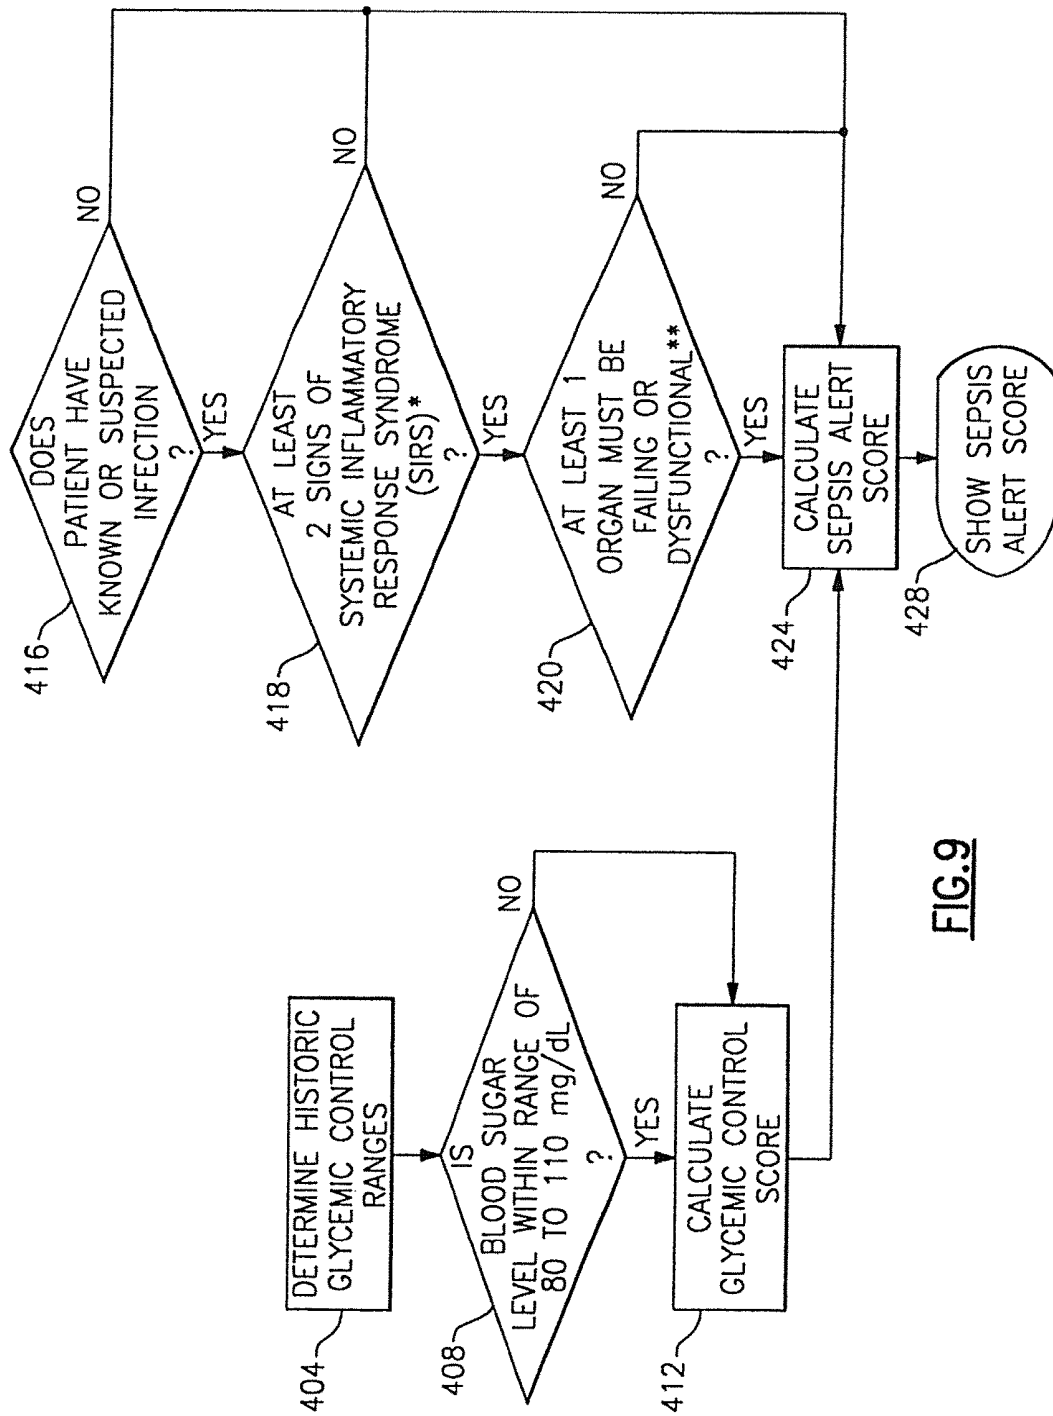 404
DETERMINE HISTORIC
GLYCEMIC CONTROL
RANGES
408
IS
BLOOD SUGAR
LEVEL WITHIN RANGE OF
80 TO 110 mg/dL
?
NO
YES
412
CALCULATE
GLYCEMIC CONTROL
SCORE
416
DOES
PATIENT HAVE
KNOWN OR SUSPECTED
INFECTION
?
NO
YES
418
AT LEAST
2 SIGNS OF
SYSTEMIC INFLAMMATORY
RESPONSE SYNDROME
(SIRS)*
?
NO
YES
420
AT LEAST 1
ORGAN MUST BE
FAILING OR
DYSFUNCTIONAL**
?
NO
YES
424
CALCULATE
SEPSIS ALERT
SCORE
428
SHOW SEPSIS
ALERT SCORE
FIG.9